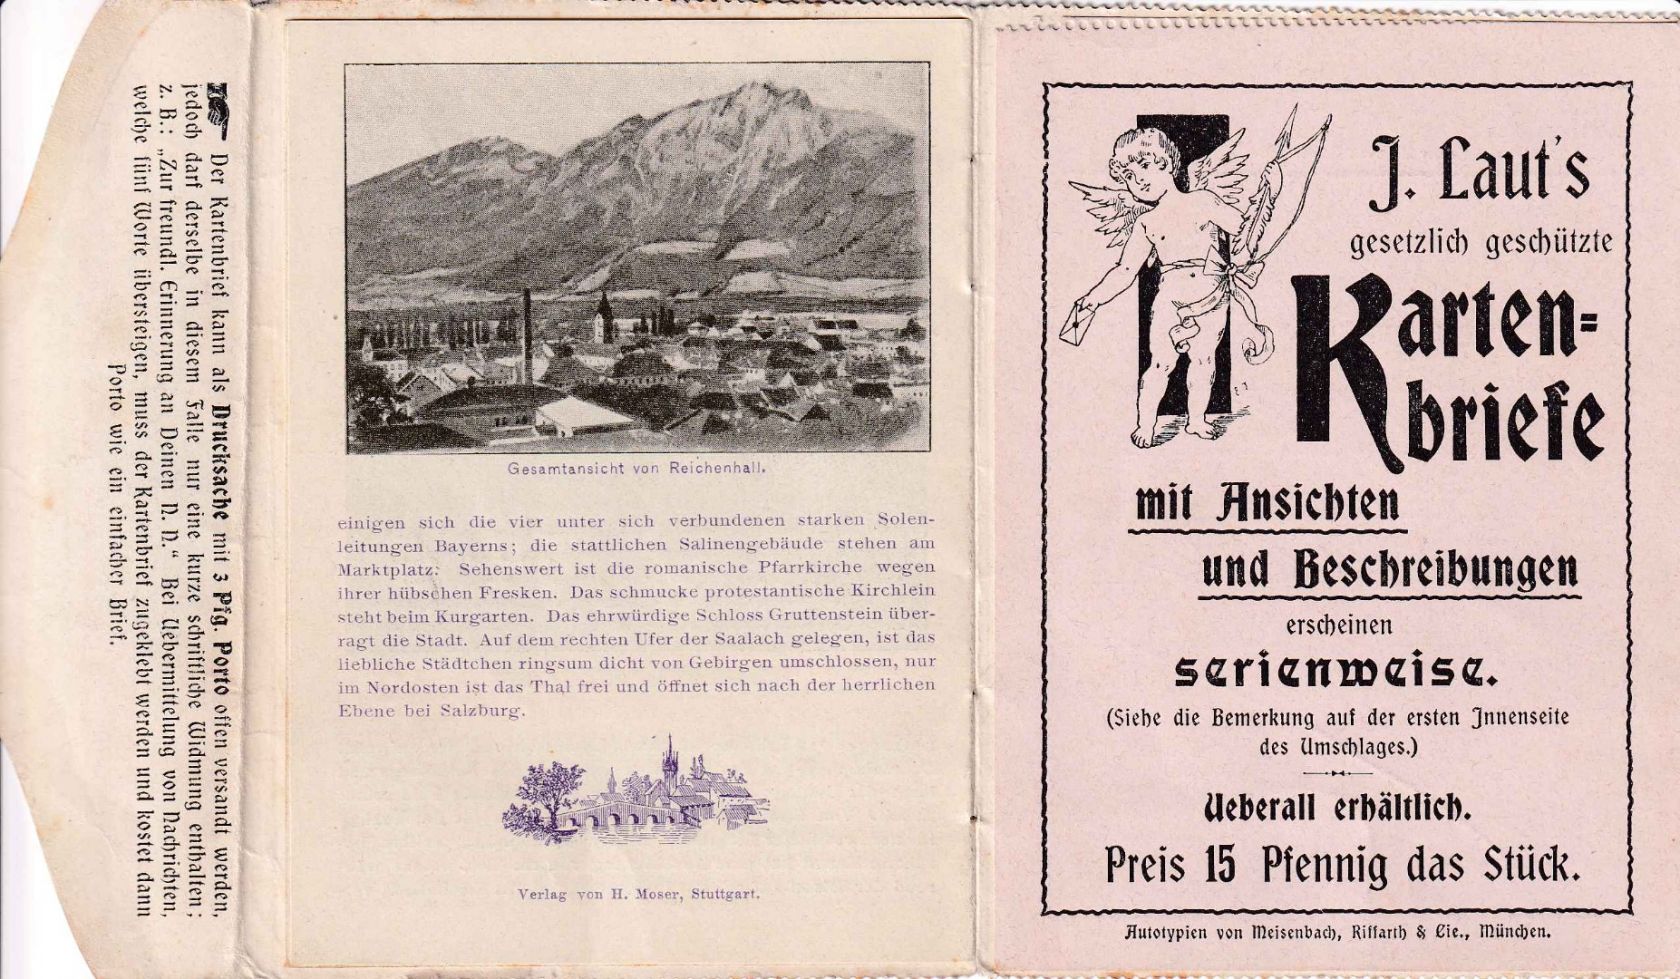 Der Kartenbrief kann als Drucksache mit 3 Pfg. Porto offen versandt werden,
jedoch darf derselbe in diesem Falle nur eine kurze schriftliche Widmung enthalten;
z. B.: „Zur freundl. Erinnerung an Deinen N. N.“ Bei Uebermittelung von Nachrichten,
welche fünf Worte übersteigen, muss der Kartenbrief zugeklebt werden und kostet dann
Porto wie ein einfacher Brief.
Gesamtansicht von Reichenhall.
einigen sich die vier unter sich verbundenen starken Solen-
leitungen Bayerns; die stattlichen Salinengebäude stehen am
Marktplatz. Sehenswert ist die romanische Pfarrkirche wegen
ihrer hübschen Fresken. Das schmucke protestantische Kirchlein
steht beim Kurgarten. Das ehrwürdige Schloss Gruttenstein über-
ragt die Stadt. Auf dem rechten Ufer der Saalach gelegen, ist das
liebliche Städtchen ringsum dicht von Gebirgen umschlossen, nur
im Nordosten ist das Thal frei und öffnet sich nach der herrlichen
Ebene bei Salzburg.
Verlag von H. Moser, Stuttgart.
J. Laut's
gesetzlich geschützte
Karten=
briefe
mit Ansichten
und Beschreibungen
erscheinen
serienweise.
(Siehe die Bemerkung auf der ersten Innenseite
des Umschlages.)
Ueberall erhältlich.
Preis 15 Pfennig das Stück.
Autotypien von Meisenbach, Riffarth & Cie., München.